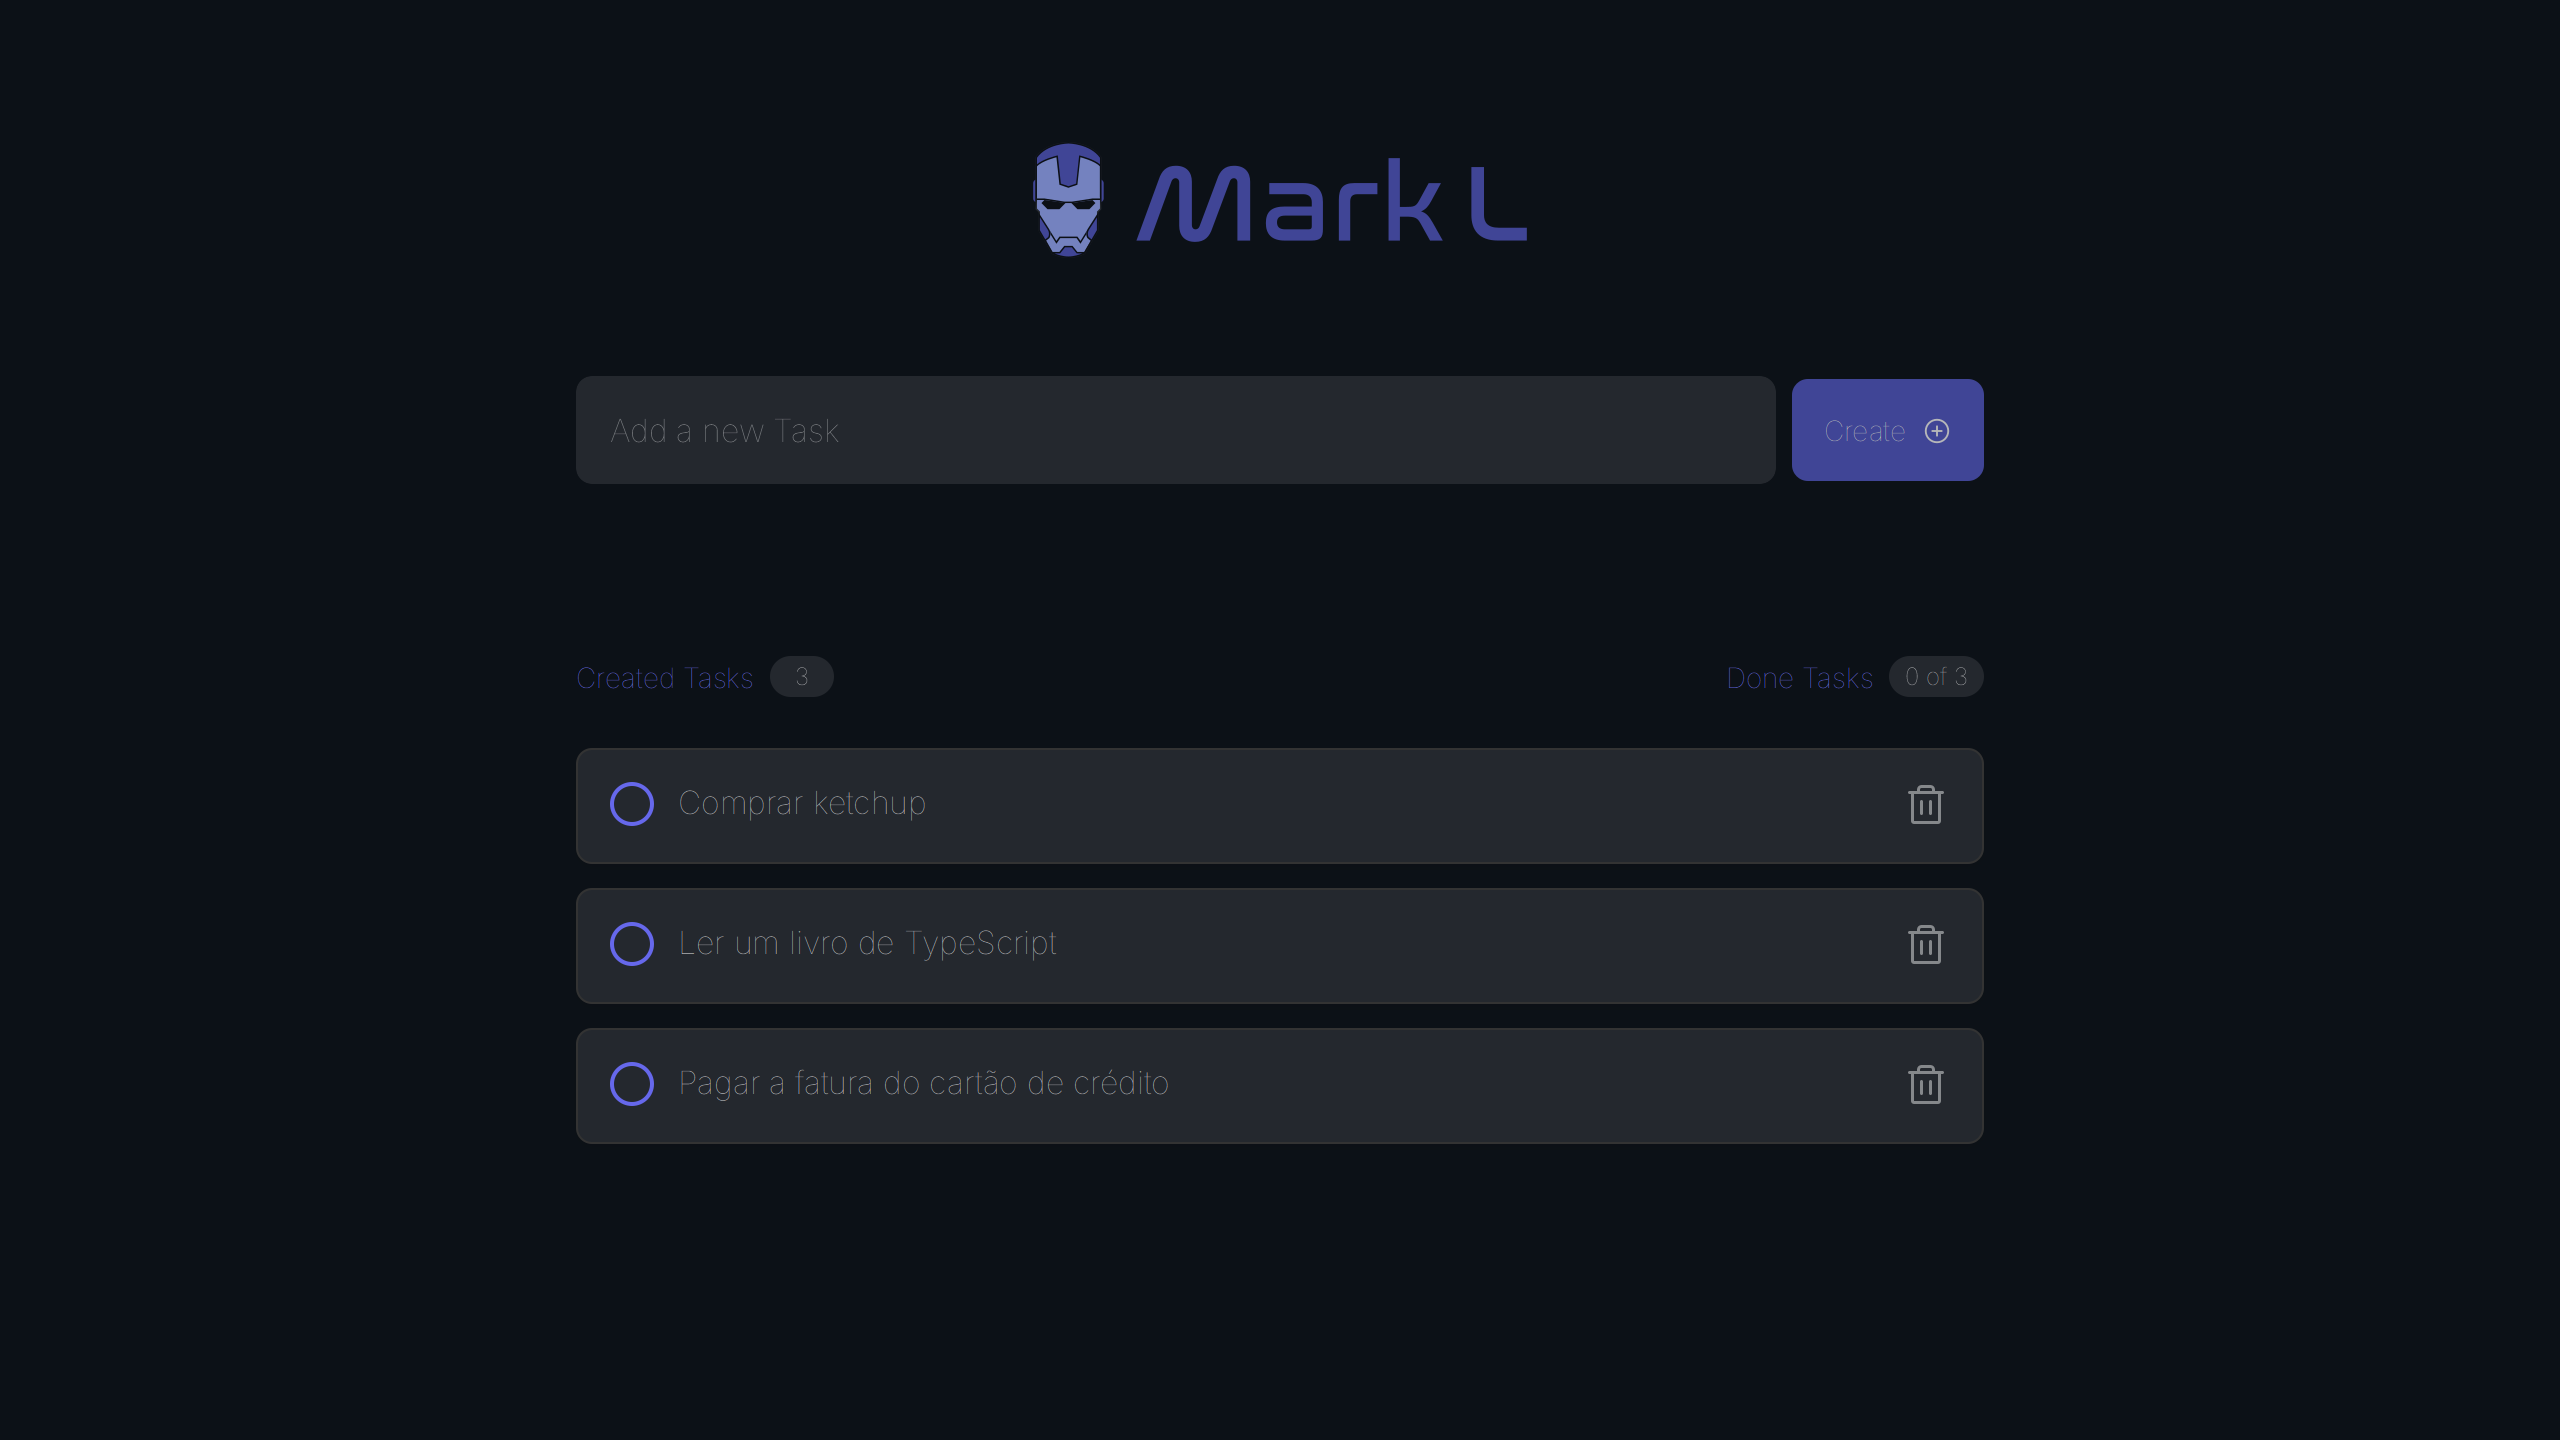 Mark L
Add a new Task
Create
Created Tasks 3
Done Tasks 0 of 3
Comprar ketchup
Ler um livro de TypeScript
Pagar a fatura do cartão de crédito